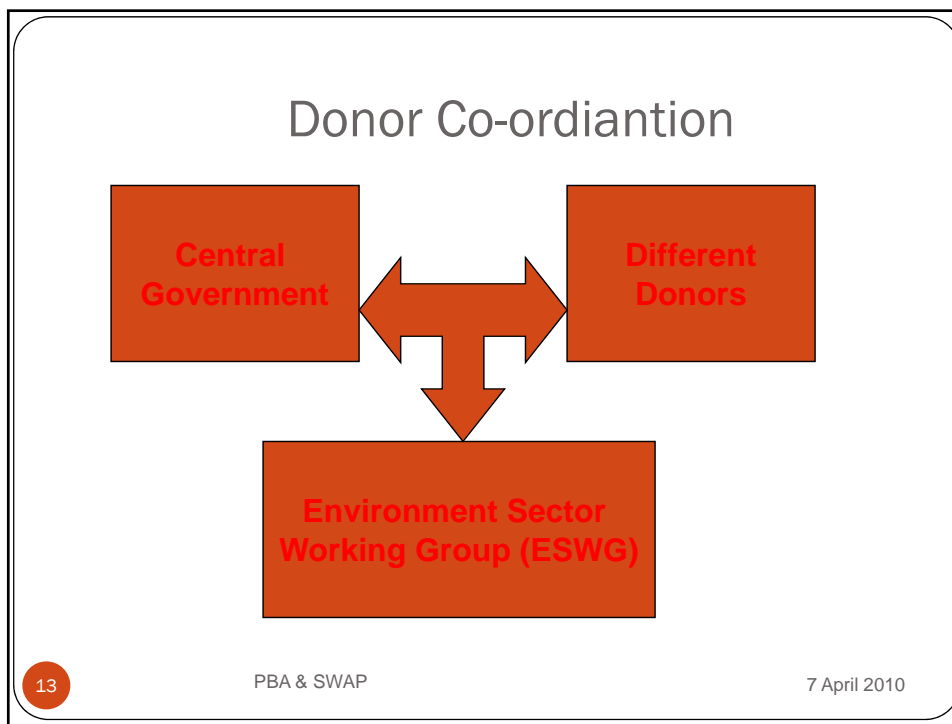 Donor Co-ordiantion
Central
Government
Different
Donors
Environment Sector
Working Group (ESWG)
13
PBA & SWAP
7 April 2010